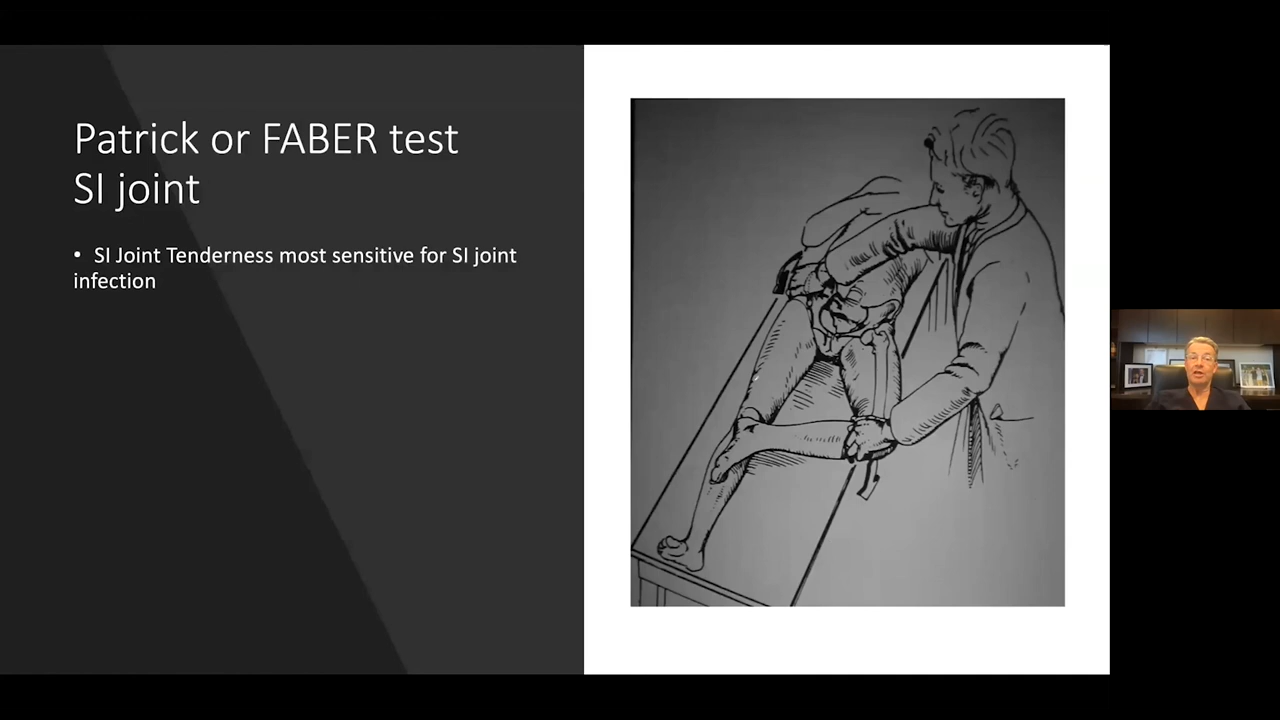 Patrick or FABER test
SI joint
• SI Joint Tenderness most sensitive for SI joint
infection